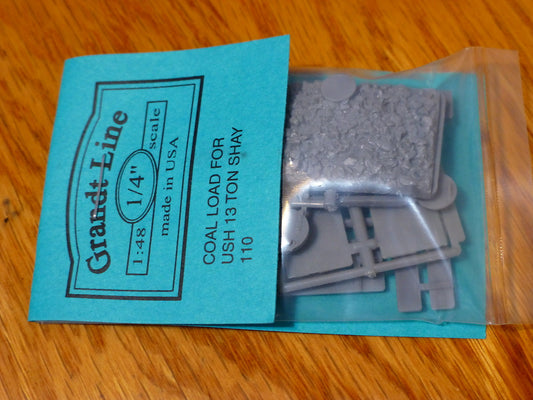 Grandt Line
1:48 1/4" scale
made in USA
COAL LOAD FOR
USH 13 TON SHAY
110